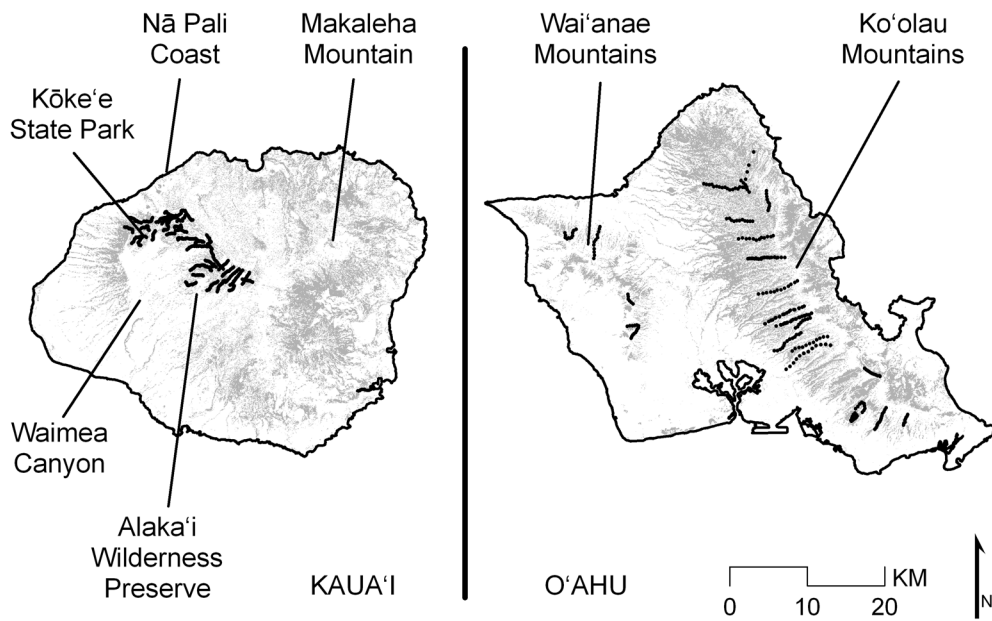 Nā Pali
Coast
Makaleha
Mountain
Kōke‘e
State Park
Waimea
Canyon
Alaka‘i
Wilderness
Preserve
KAUA‘I
Wai‘anae
Mountains
Ko‘olau
Mountains
O‘AHU
KM
0 10 20
N